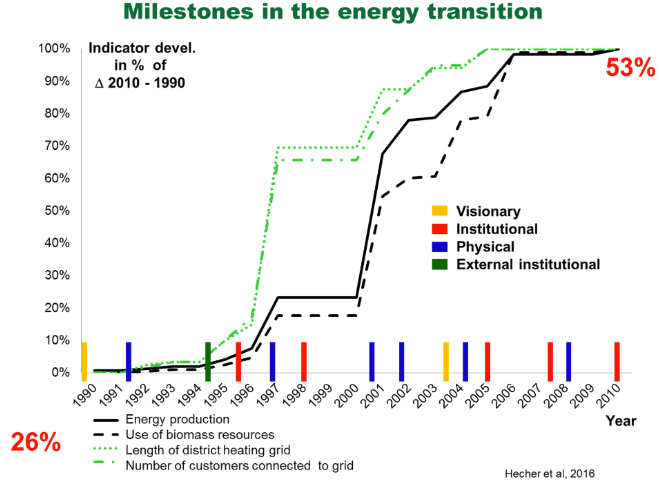 Milestones in the energy transition
Indicator devel.
in % of
Δ 2010 - 1990
100%
90%
80%
70%
60%
50%
40%
30%
20%
10%
0%
53%
Visionary
Institutional
Physical
External institutional
1990 1991 1992 1993 1994 1995 1996 1997 1998 1999 2000 2001 2002 2003 2004 2005 2006 2007 2008 2009 2010
Year
Energy production
Use of biomass resources
Length of district heating grid
Number of customers connected to grid
26%
Hecher et al, 2016